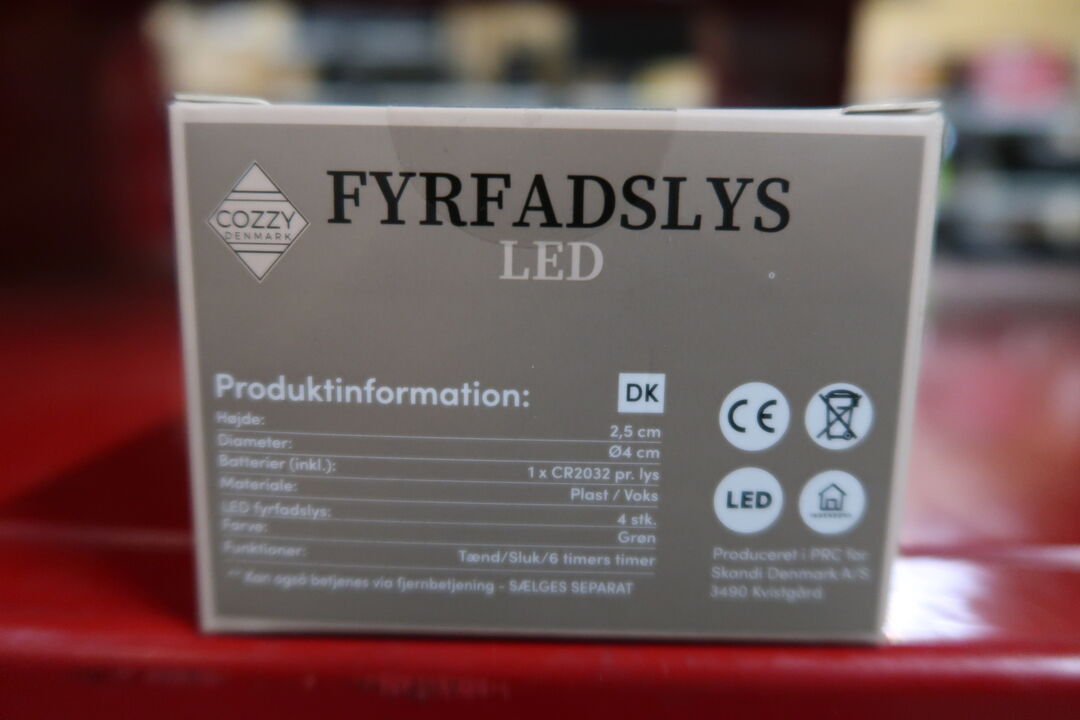 COZZY
DENMARK
FYRFADSLYS
LED
Produktinformation:
DK
Højde: 2,5 cm
Diameter: Ø4 cm
Batterier (inkl.): 1 x CR2032 pr. lys
Materiale: Plast / Voks
LED fyrfadslys: 4 stk.
Farve: Grøn
Funktioner: Tænd/Sluk/6 timers timer
** Kan også betjenes via fjernbetjening - SÆLGES SEPARAT
CE
LED
Produceret i PRC for
Skandi Denmark A/S
3490 Kvistgård